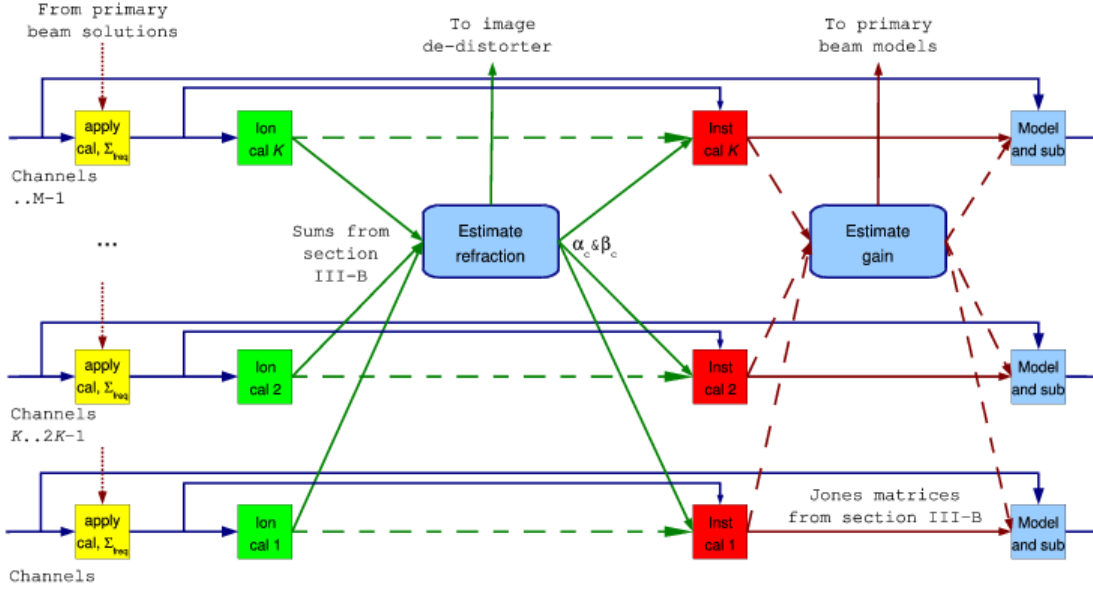 From primary
beam solutions
To image
de-distorter
To primary
beam models
apply
cal, Σfreq
Ion
cal K
Inst
cal K
Model
and sub
Channels
..M-1
...
Sums from
section
III-B
Estimate
refraction
αc&βc
Estimate
gain
apply
cal, Σfreq
Ion
cal 2
Inst
cal 2
Model
and sub
Channels
K..2K-1
apply
cal, Σfreq
Ion
cal 1
Inst
cal 1
Jones matrices
from section III-B
Model
and sub
Channels